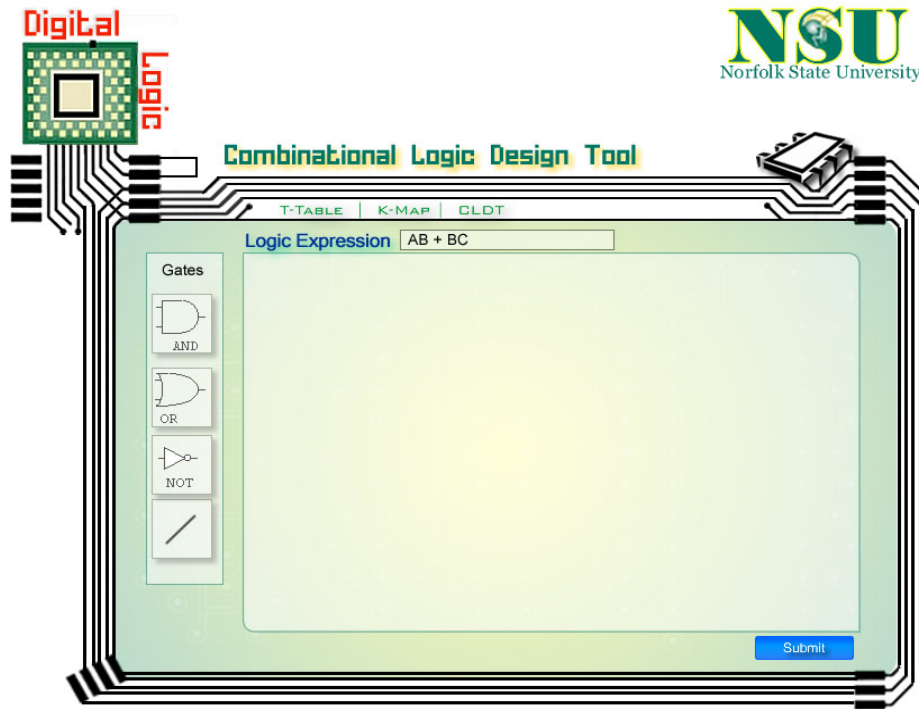 Digital
Logic
NSU
Norfolk State University
Combinational Logic Design Tool
T-Table | K-Map | CLDT
Logic Expression AB + BC
Gates
AND
OR
NOT
Submit